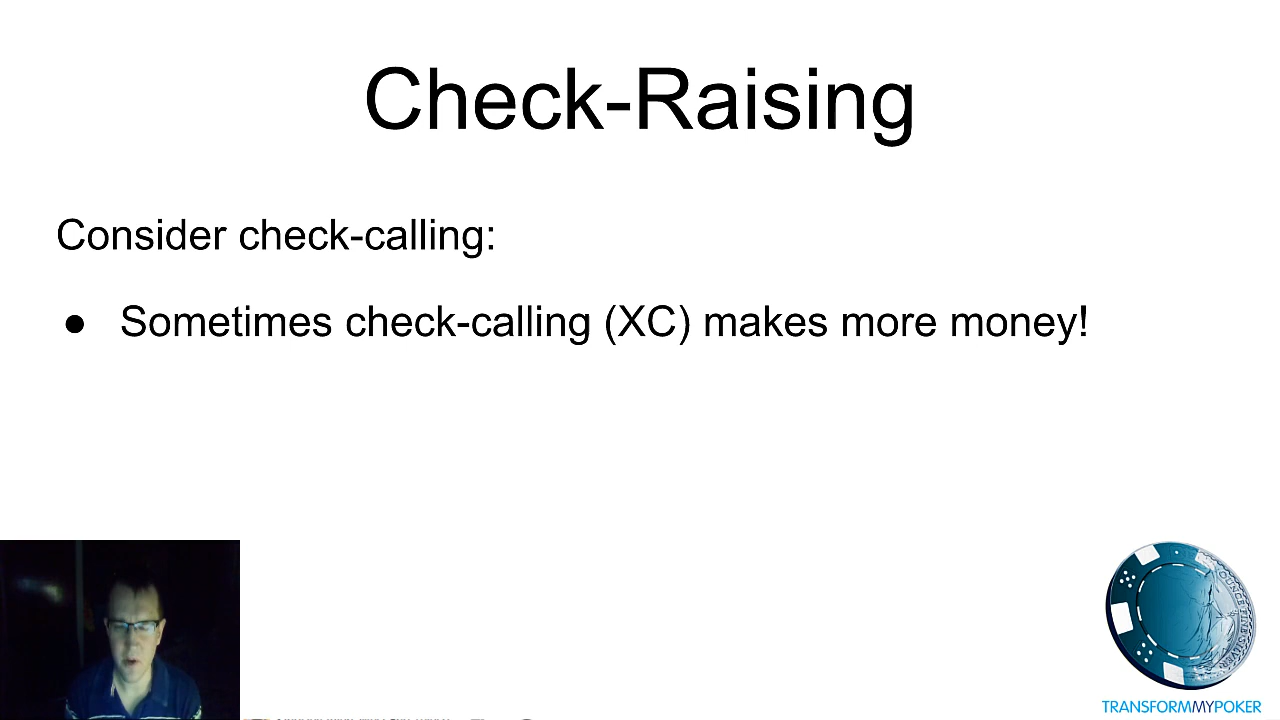 Check-Raising
Consider check-calling:
● Sometimes check-calling (XC) makes more money!
TRANSFORMMYPOKER